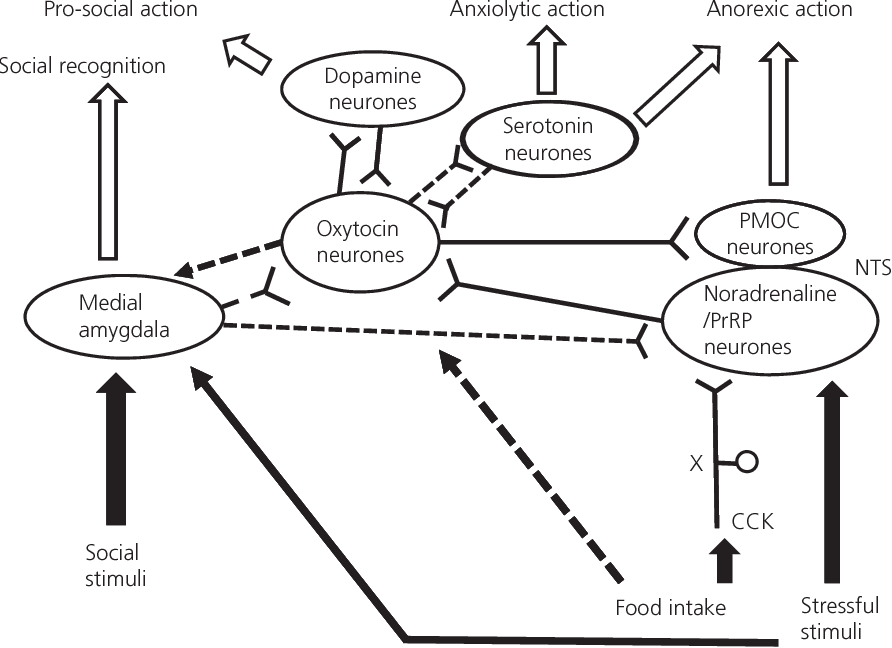 Pro-social action
Anxiolytic action
Anorexic action
Social recognition
Dopamine
neurones
Serotonin
neurones
Oxytocin
neurones
PMOC
neurones
NTS
Medial
amygdala
Noradrenaline
/PrRP
neurones
X
CCK
Social
stimuli
Food intake
Stressful
stimuli